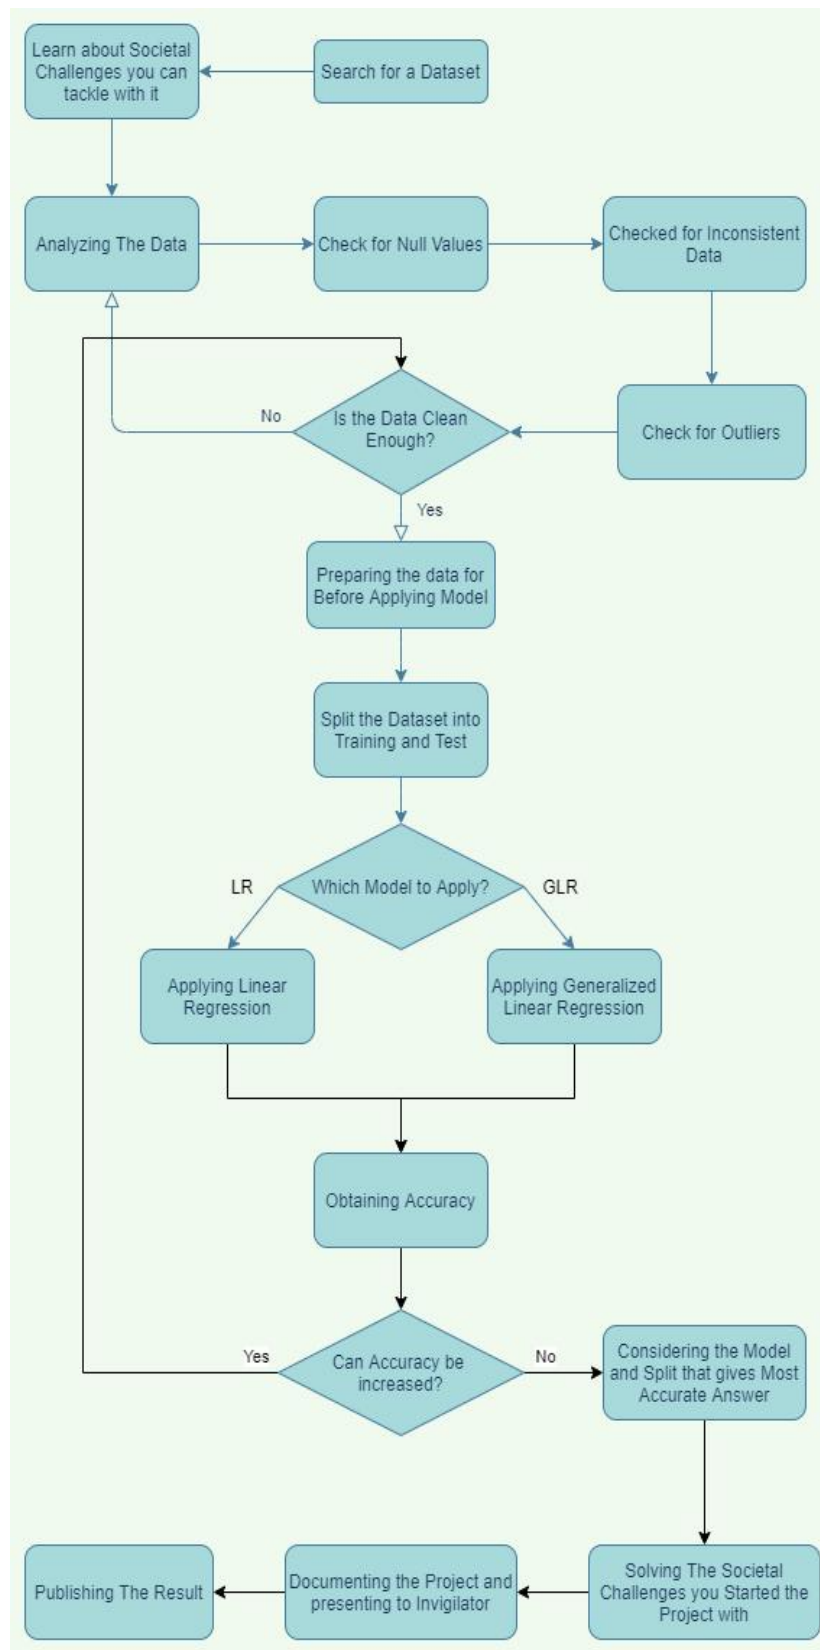 Learn about Societal
Challenges you can
tackle with it
Search for a Dataset
Analyzing The Data
Check for Null Values
Checked for Inconsistent
Data
No
Is the Data Clean
Enough?
Check for Outliers
Yes
Preparing the data for
Before Applying Model
Split the Dataset into
Training and Test
LR
Which Model to Apply?
GLR
Applying Linear
Regression
Applying Generalized
Linear Regression
Obtaining Accuracy
Yes
Can Accuracy be
increased?
No
Considering the Model
and Split that gives Most
Accurate Answer
Publishing The Result
Documenting the Project and
presenting to Invigilator
Solving The Societal
Challenges you Started the
Project with